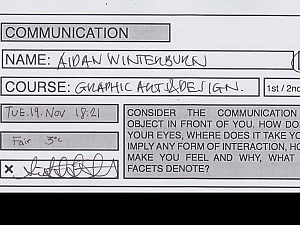 COMMUNICATION
NAME: AIDAN WINTERBURN
COURSE: GRAPHIC ART & DESIGN. 1st / 2nd
TUE. 19. NOV 18:21
Fair 3°c
X
CONSIDER THE COMMUNICATION
OBJECT IN FRONT OF YOU, HOW DO
YOUR EYES, WHERE DOES IT TAKE YO
IMPLY ANY FORM OF INTERACTION, HO
MAKE YOU FEEL AND WHY, WHAT
FACETS DENOTE?